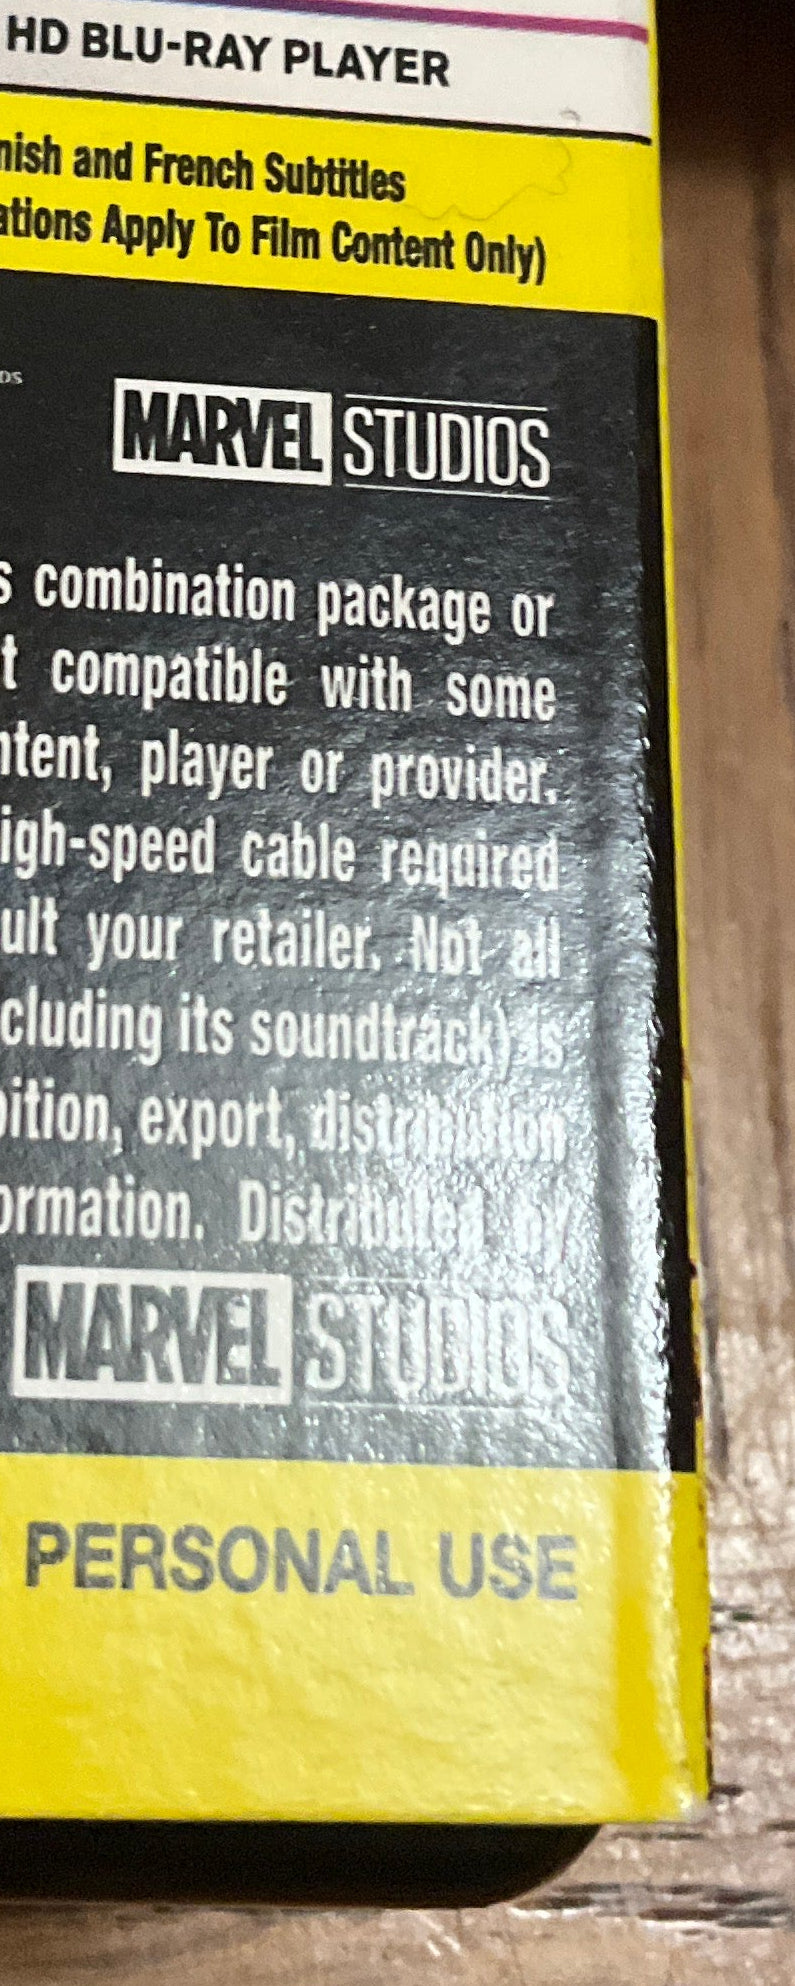 HD BLU-RAY PLAYER
nish and French Subtitles
ations Apply To Film Content Only)
DS
MARVEL STUDIOS
s combination package or
t compatible with some
ntent, player or provider.
igh-speed cable required
ult your retailer. Not all
cluding its soundtrack) is
bition, export, distribution
ormation. Distributed by
MARVEL STUDIOS
PERSONAL USE